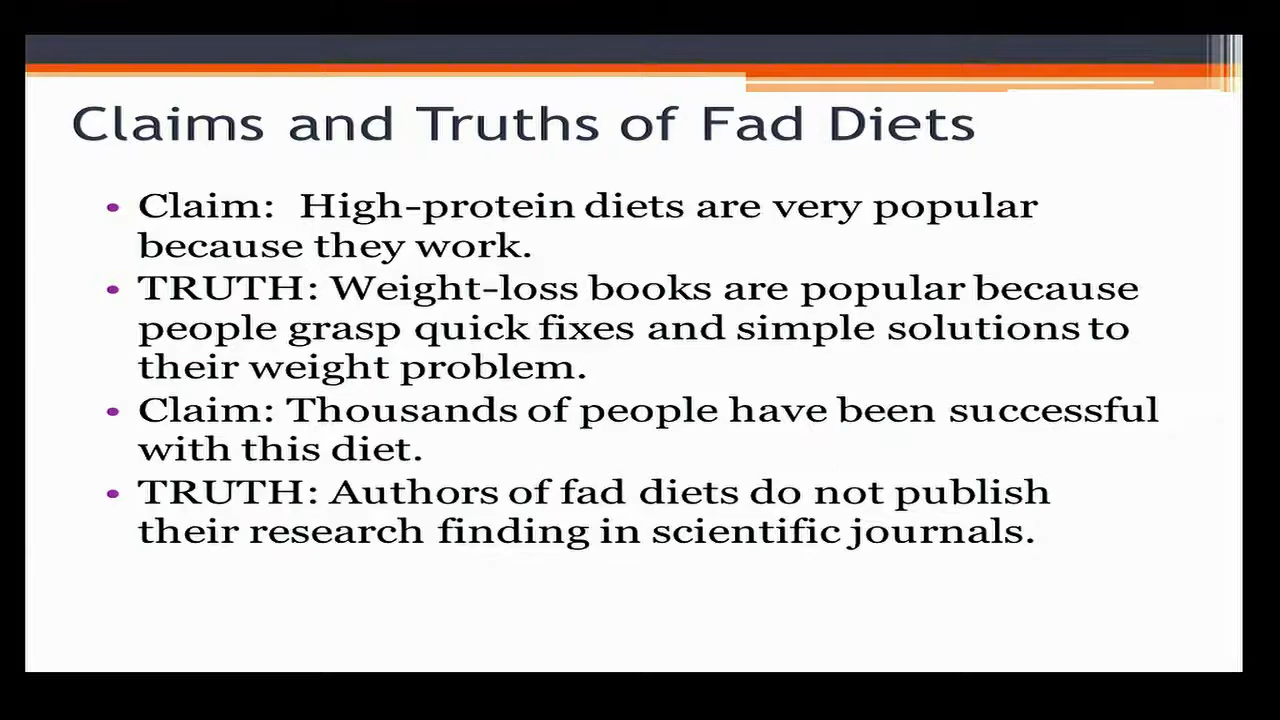 Claims and Truths of Fad Diets
• Claim: High-protein diets are very popular
because they work.
• TRUTH: Weight-loss books are popular because
people grasp quick fixes and simple solutions to
their weight problem.
• Claim: Thousands of people have been successful
with this diet.
• TRUTH: Authors of fad diets do not publish
their research finding in scientific journals.